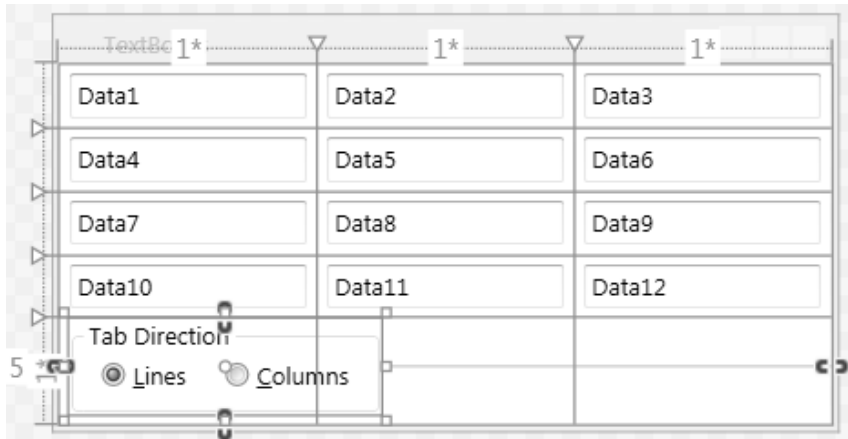 TextBo
1* 1* 1*
Data1 Data2 Data3
Data4 Data5 Data6
Data7 Data8 Data9
Data10 Data11 Data12
Tab Direction
5 Lines Columns
1*